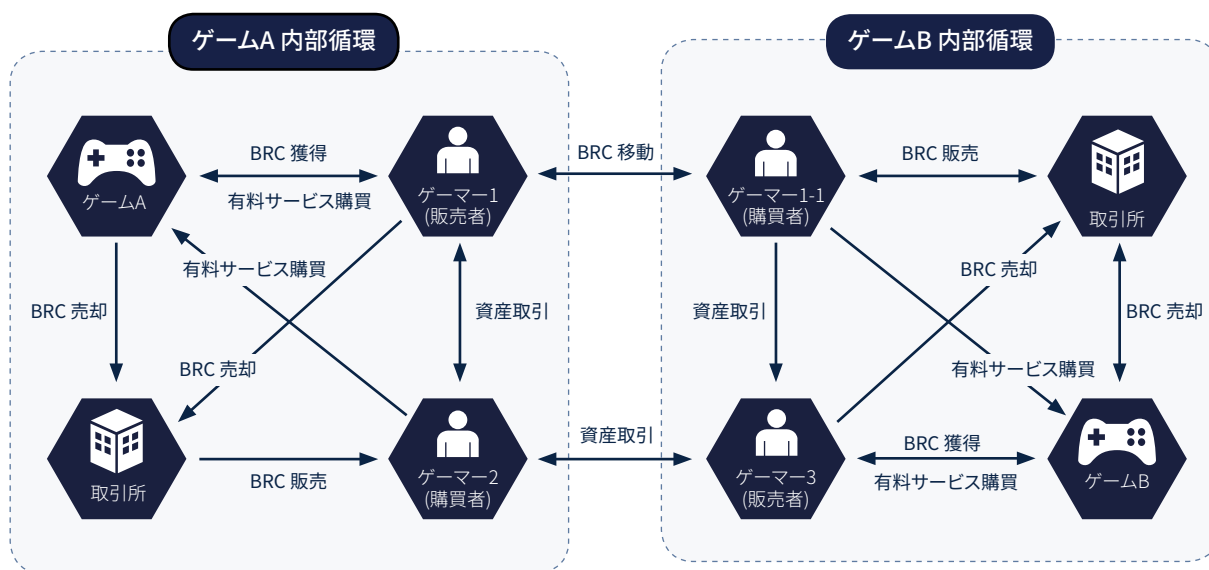 ゲームA 内部循環
ゲームB 内部循環
ゲームA
BRC 獲得
有料サービス購買
ゲーマー1
(販売者)
BRC 移動
ゲーマー1-1
(購買者)
BRC 販売
取引所
有料サービス購買
BRC 売却
BRC 売却
資産取引
資産取引
BRC 売却
BRC 売却
有料サービス購買
取引所
BRC 販売
ゲーマー2
(購買者)
資産取引
ゲーマー3
(販売者)
BRC 獲得
有料サービス購買
ゲームB